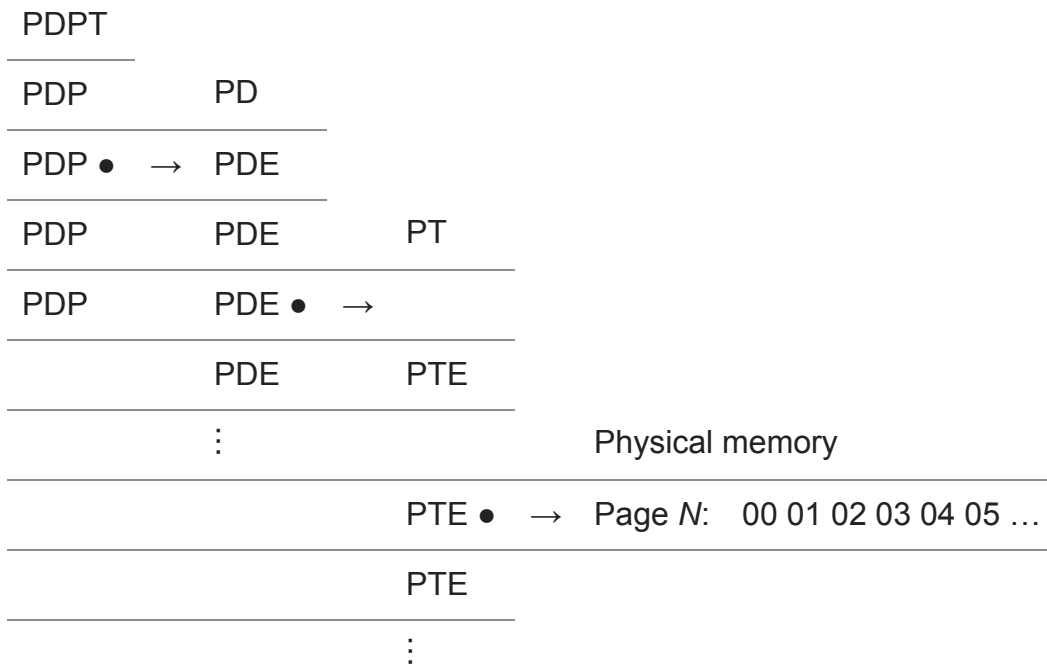 PDPT
PDP PD
PDP ● → PDE
PDP PDE PT
PDP PDE ● →
PDE PTE
⋮ Physical memory
PTE ● → Page N: 00 01 02 03 04 05 …
PTE
⋮